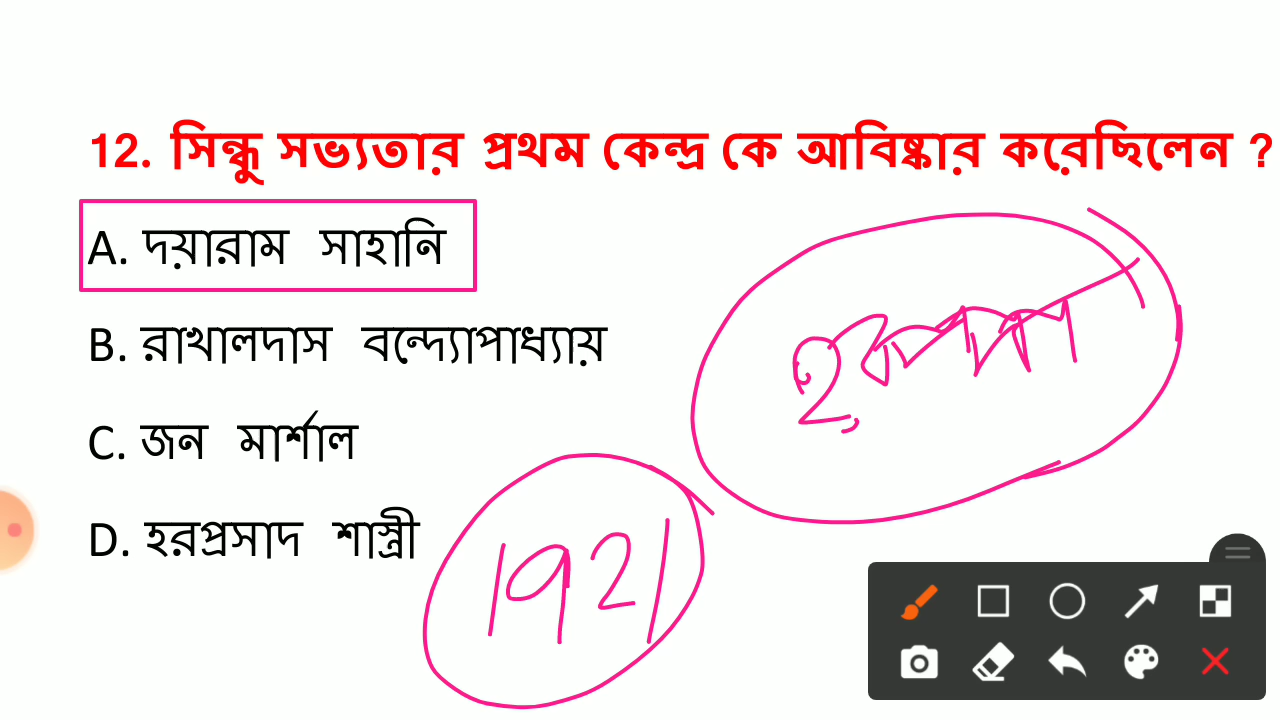 12. সিন্ধু সভ্যতার প্রথম কেন্দ্র কে আবিষ্কার করেছিলেন ?
A. দয়ারাম সাহানি
B. রাখালদাস বন্দ্যোপাধ্যায়
C. জন মার্শাল
D. হরপ্রসাদ শাস্ত্রী
1921